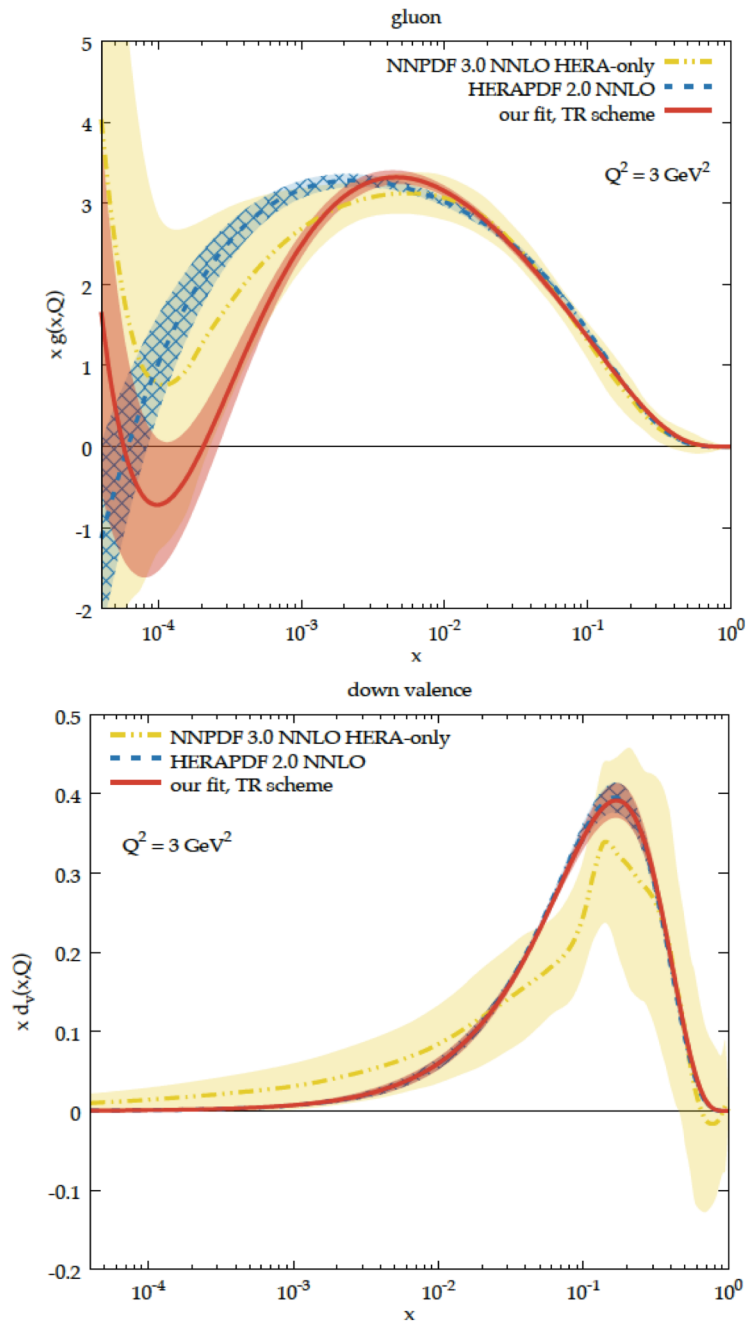 gluon
NNPDF 3.0 NNLO HERA-only
HERAPDF 2.0 NNLO
our fit, TR scheme
Q² = 3 GeV²
x g(x,Q)
5
4
3
2
1
0
-1
-2
10⁻⁴ 10⁻³ 10⁻² 10⁻¹ 10⁰
x
down valence
NNPDF 3.0 NNLO HERA-only
HERAPDF 2.0 NNLO
our fit, TR scheme
Q² = 3 GeV²
x dᵥ(x,Q)
0.5
0.4
0.3
0.2
0.1
0
-0.1
-0.2
10⁻⁴ 10⁻³ 10⁻² 10⁻¹ 10⁰
x